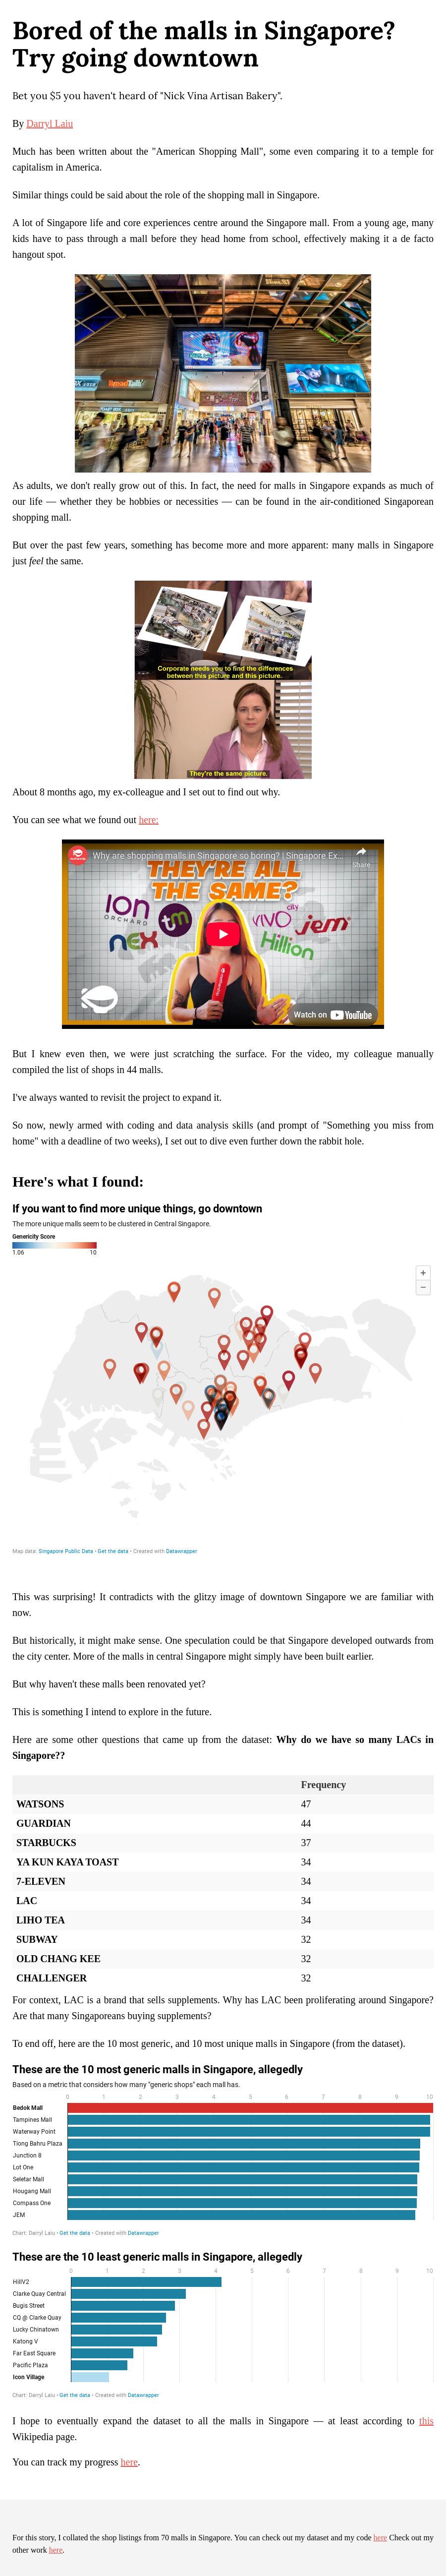 Bored of the malls in Singapore?
Try going downtown
Bet you $5 you haven't heard of "Nick Vina Artisan Bakery".
By Darryl Laiu
Much has been written about the "American Shopping Mall", some even comparing it to a temple for
capitalism in America.
Similar things could be said about the role of the shopping mall in Singapore.
A lot of Singapore life and core experiences centre around the Singapore mall. From a young age, many
kids have to pass through a mall before they head home from school, effectively making it a de facto
hangout spot.
BreadTalk
As adults, we don't really grow out of this. In fact, the need for malls in Singapore expands as much of
our life — whether they be hobbies or necessities — can be found in the air-conditioned Singaporean
shopping mall.
But over the past few years, something has become more and more apparent: many malls in Singapore
just feel the same.
Corporate needs you to find the differences
between this picture and this picture.
They're the same picture.
About 8 months ago, my ex-colleague and I set out to find out why.
You can see what we found out here:
Why are shopping malls in Singapore so boring? | Singapore Ex...
Share
THEY'RE ALL
THE SAME?
ION
ORCHARD
tm
nex
VIVO city
jem
Hillion
Watch on YouTube
But I knew even then, we were just scratching the surface. For the video, my colleague manually
compiled the list of shops in 44 malls.
I've always wanted to revisit the project to expand it.
So now, newly armed with coding and data analysis skills (and prompt of "Something you miss from
home" with a deadline of two weeks), I set out to dive even further down the rabbit hole.
Here's what I found:
If you want to find more unique things, go downtown
The more unique malls seem to be clustered in Central Singapore.
Genericity Score
1.06 10
+
−
Map data: Singapore Public Data • Get the data • Created with Datawrapper
This was surprising! It contradicts with the glitzy image of downtown Singapore we are familiar with
now.
But historically, it might make sense. One speculation could be that Singapore developed outwards from
the city center. More of the malls in central Singapore might simply have been built earlier.
But why haven't these malls been renovated yet?
This is something I intend to explore in the future.
Here are some other questions that came up from the dataset: Why do we have so many LACs in
Singapore??
Frequency
WATSONS 47
GUARDIAN 44
STARBUCKS 37
YA KUN KAYA TOAST 34
7-ELEVEN 34
LAC 34
LIHO TEA 34
SUBWAY 32
OLD CHANG KEE 32
CHALLENGER 32
For context, LAC is a brand that sells supplements. Why has LAC been proliferating around Singapore?
Are that many Singaporeans buying supplements?
To end off, here are the 10 most generic, and 10 most unique malls in Singapore (from the dataset).
These are the 10 most generic malls in Singapore, allegedly
Based on a metric that considers how many "generic shops" each mall has.
0 1 2 3 4 5 6 7 8 9 10
Bedok Mall
Tampines Mall
Waterway Point
Tiong Bahru Plaza
Junction 8
Lot One
Seletar Mall
Hougang Mall
Compass One
JEM
Chart: Darryl Laiu • Get the data • Created with Datawrapper
These are the 10 least generic malls in Singapore, allegedly
0 1 2 3 4 5 6 7 8 9 10
HillV2
Clarke Quay Central
Bugis Street
CQ @ Clarke Quay
Lucky Chinatown
Katong V
Far East Square
Pacific Plaza
Icon Village
Chart: Darryl Laiu • Get the data • Created with Datawrapper
I hope to eventually expand the dataset to all the malls in Singapore — at least according to this
Wikipedia page.
You can track my progress here.
For this story, I collated the shop listings from 70 malls in Singapore. You can check out my dataset and my code here Check out my
other work here.